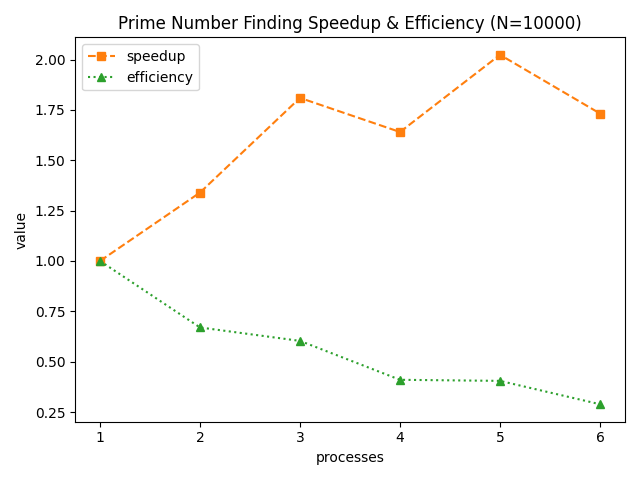 Prime Number Finding Speedup & Efficiency (N=10000)
speedup
efficiency
value
2.00
1.75
1.50
1.25
1.00
0.75
0.50
0.25
1 2 3 4 5 6
processes